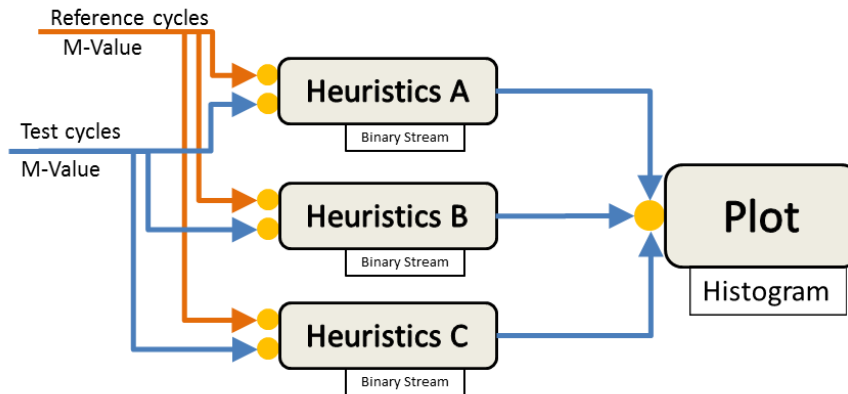 Reference cycles
M-Value
Heuristics A
Binary Stream
Test cycles
M-Value
Heuristics B
Binary Stream
Plot
Histogram
Heuristics C
Binary Stream